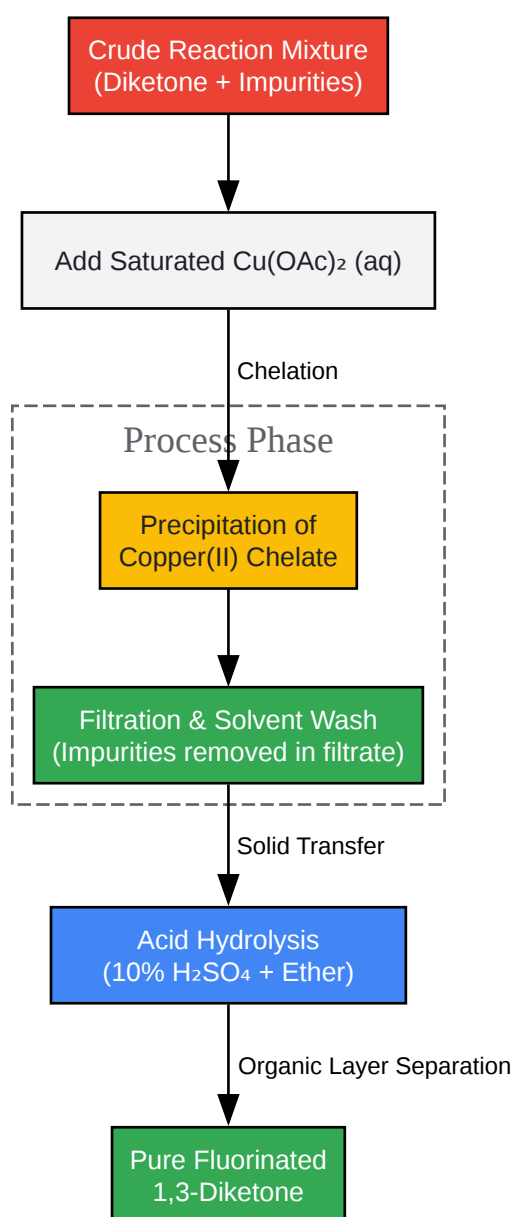 Crude Reaction Mixture
(Diketone + Impurities)
Add Saturated Cu(OAc)₂ (aq)
Chelation
Process Phase
Precipitation of
Copper(II) Chelate
Filtration & Solvent Wash
(Impurities removed in filtrate)
Solid Transfer
Acid Hydrolysis
(10% H₂SO₄ + Ether)
Organic Layer Separation
Pure Fluorinated
1,3-Diketone